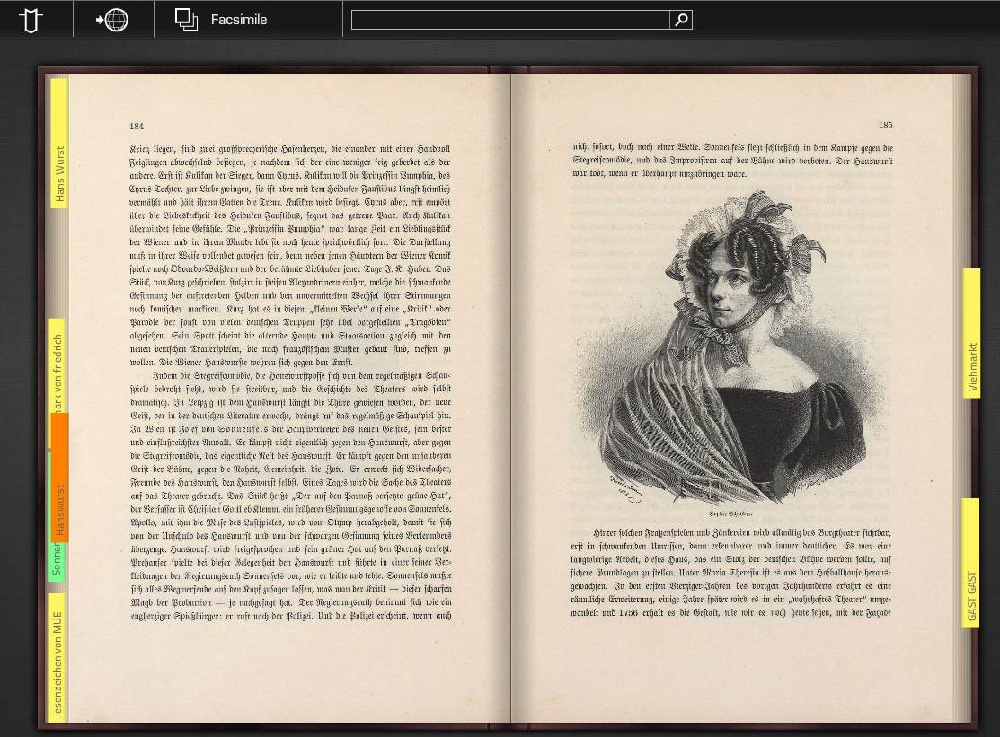 Facsimile
Hans Wurst
ark von friedrich
Hanswurst
Sonnen
lesenzeichen von MUE
184
Krieg liegen, sind zwei großsprecherische Hasenherzen, die einander mit einer Handvoll
Feiglingen abwechselnd besiegen, je nachdem sich der eine weniger feig geberdet als der
andere. Erst ist Kulikan der Sieger, dann Cyrus. Kulikan will die Prinzessin Pumphia, des
Cyrus Tochter, zur Liebe zwingen, sie ist aber mit dem Heiduken Faustibus längst heimlich
vermählt und hält ihrem Gatten die Treue. Kulikan wird besiegt. Cyrus aber, erst empört
über die Liebeskeckheit des Heiduken Faustibus, segnet das getreue Paar. Auch Kulikan
überwindet seine Gefühle. Die „Prinzessin Pumphia“ war lange Zeit ein Lieblingsstück
der Wiener und in ihrem Munde lebt sie noch heute sprichwörtlich fort. Die Darstellung
muß in ihrer Weise vollendet gewesen sein, denn neben jenen Häuptern der Wiener Komik
spielte noch Odoardo-Weiskern und der berühmte Liebhaber jener Tage J. K. Huber. Das
Stück, von Kurz geschrieben, stolzirt in steifen Alexandrinern einher, welche die schwankende
Gesinnung der auftretenden Helden und den unvermittelten Wechsel ihrer Stimmungen
noch komischer markiren. Kurz hat es in diesem „kleinen Werke“ auf eine „Kritik“ oder
Parodie der sonst von vielen deutschen Truppen sehr übel vorgestellten „Tragödien“
abgesehen. Sein Spott scheint die alternde Haupt- und Staatsaction zugleich mit den
neuen deutschen Trauerspielen, die nach französischem Muster gebaut sind, treffen zu
wollen. Die Wiener Hanswurste wehren sich gegen den Ernst.
Indem die Stegreifcomödie, die Hanswurstposse sich von dem regelmäßigen Schau-
spiele bedroht sieht, wird sie streitbar, und die Geschichte des Theaters wird selbst
dramatisch. In Leipzig ist dem Hanswurst längst die Thüre gewiesen worden, der neue
Geist, der in der deutschen Literatur erwacht, drängt auf das regelmäßige Schauspiel hin.
In Wien ist Josef von Sonnenfels der Hauptvertreter des neuen Geistes, sein bester
und einflußreichster Anwalt. Er kämpft nicht eigentlich gegen den Hanswurst, aber gegen
die Stegreifcomödie, das eigentliche Nest des Hanswurst. Er kämpft gegen den unsauberen
Geist der Bühne, gegen die Roheit, Gemeinheit, die Zote. Er erweckt sich Widersacher,
Freunde des Hanswurst, den Hanswurst selbst. Eines Tages wird die Sache des Theaters
auf das Theater gebracht. Das Stück heißt „Der auf den Parnaß versetzte grüne Hut“,
der Verfasser ist Christian Gottlieb Klemm, ein früherer Gesinnungsgenosse von Sonnenfels.
Apollo, mit ihm die Muse des Lustspieles, wird vom Olymp herabgeholt, damit sie sich
von der Unschuld des Hanswurst und von der schwarzen Gesinnung seines Verleumders
überzeuge. Hanswurst wird freigesprochen und sein grüner Hut auf den Parnaß versetzt.
Prehauser spielte bei dieser Gelegenheit den Hanswurst und führte in einer seiner Ver-
kleidungen den Regierungsrath Sonnenfels vor, wie er leibte und lebte. Sonnenfels mußte
sich alles Wegwerfende auf den Kopf zusagen lassen, was man der Kritik — dieser scharfen
Magd der Production — je nachgesagt hat. Der Regierungsrath benimmt sich wie ein
engherziger Spießbürger: er ruft nach der Polizei. Und die Polizei erscheint, wenn auch
185
nicht sofort, doch nach einer Weile. Sonnenfels siegt schließlich in dem Kampfe gegen die
Stegreifcomödie, und das Improvisiren auf der Bühne wird verboten. Der Hanswurst
war todt, wenn er überhaupt umzubringen wäre.
Sophie Schröder.
Hinter solchen Fratzenspielen und Zänkereien wird allmälig das Burgtheater sichtbar,
erst in schwankenden Umrissen, dann erkennbarer und immer deutlicher. Es war eine
langwierige Arbeit, dieses Haus, das ein Stolz der deutschen Bühne werden sollte, auf
sichere Grundlagen zu stellen. Unter Maria Theresia ist es aus dem Hofballhause heraus-
gewachsen. In den ersten Vierziger-Jahren des vorigen Jahrhunderts erfährt es eine
räumliche Erweiterung, einige Jahre später wird es in ein „wahrhaftes Theater“ umge-
wandelt und 1756 erhält es die Gestalt, wie wir es noch heute sehen, mit der Façade
Viehmarkt
GAST GAST